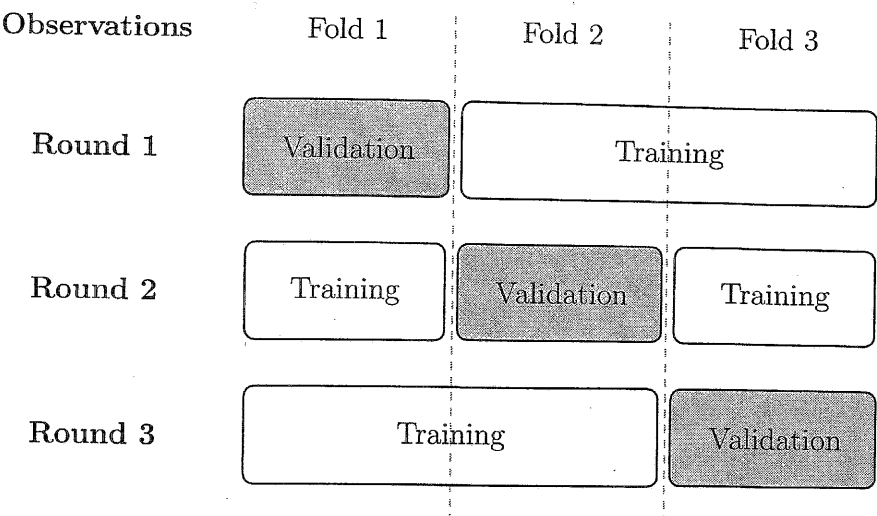 Observations Fold 1 Fold 2 Fold 3
Round 1 Validation Training
Round 2 Training Validation Training
Round 3 Training Validation